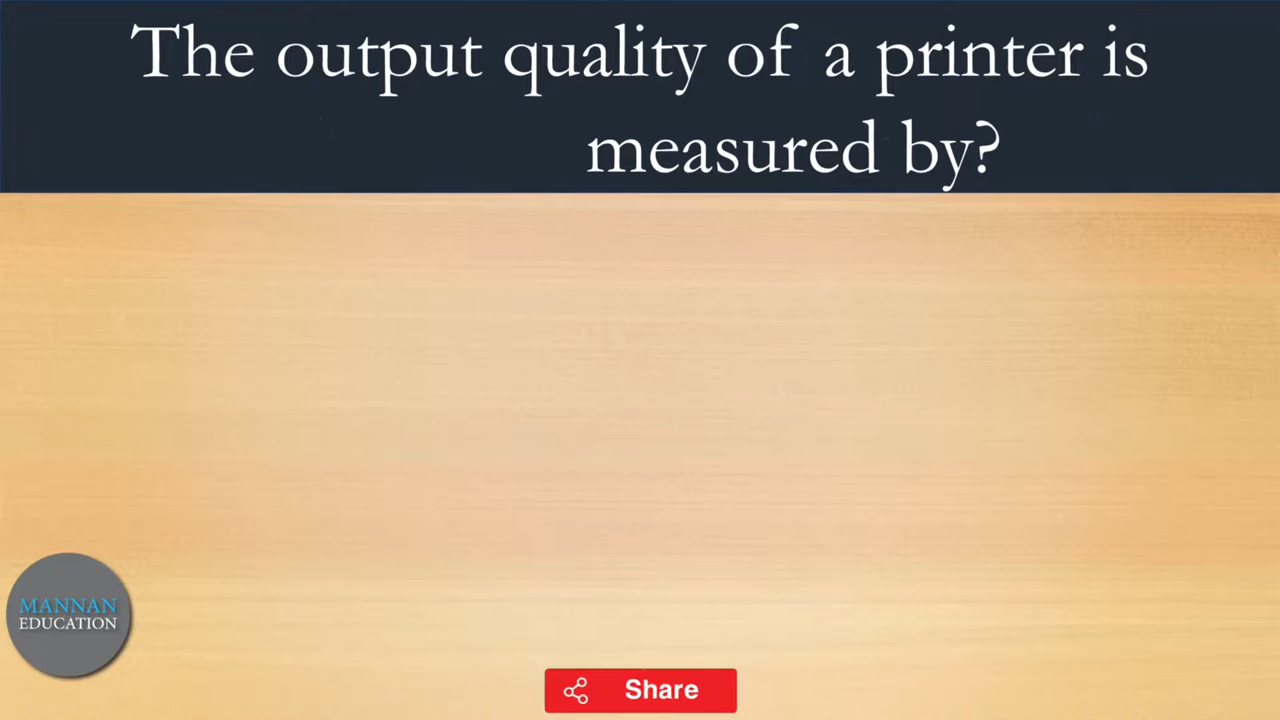 The output quality of a printer is
measured by?
MANNAN
EDUCATION
Share